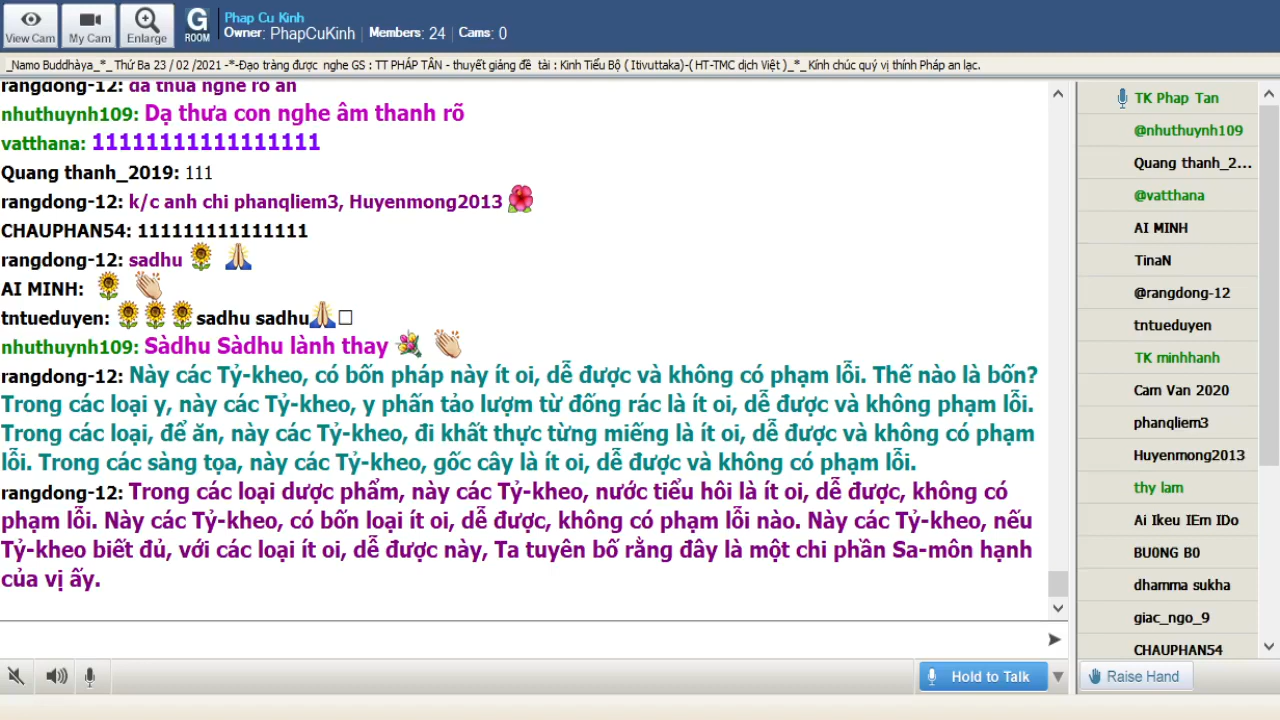 View Cam
My Cam
Enlarge
G
ROOM
Phap Cu Kinh
Owner: PhapCuKinh | Members: 24 | Cams: 0
_Namo Buddhàya_*_ Thứ Ba 23 / 02 /2021 -*-Đạo tràng được nghe GS : TT PHÁP TÂN - thuyết giảng đề tài : Kinh Tiểu Bộ ( Itivuttaka)-( HT-TMC dịch Việt )_*_ Kính chúc quý vị thính Pháp an lạc.
rangdong-12: da thua nghe ro an
nhuthuynh109: Dạ thưa con nghe âm thanh rõ
vatthana: 11111111111111111
Quang thanh_2019: 111
rangdong-12: k/c anh chi phanqliem3, Huyenmong2013
CHAUPHAN54: 111111111111111
rangdong-12: sadhu
AI MINH:
tntueduyen: sadhu sadhu
nhuthuynh109: Sàdhu Sàdhu lành thay
rangdong-12: Này các Tỷ-kheo, có bốn pháp này ít oi, dễ được và không có phạm lỗi. Thế nào là bốn?
Trong các loại y, này các Tỷ-kheo, y phấn tảo lượm từ đống rác là ít oi, dễ được và không phạm lỗi.
Trong các loại, để ăn, này các Tỷ-kheo, đi khất thực từng miếng là ít oi, dễ được và không có phạm
lỗi. Trong các sàng tọa, này các Tỷ-kheo, gốc cây là ít oi, dễ được và không có phạm lỗi.
rangdong-12: Trong các loại dược phẩm, này các Tỷ-kheo, nước tiểu hôi là ít oi, dễ được, không có
phạm lỗi. Này các Tỷ-kheo, có bốn loại ít oi, dễ được, không có phạm lỗi nào. Này các Tỷ-kheo, nếu
Tỷ-kheo biết đủ, với các loại ít oi, dễ được này, Ta tuyên bố rằng đây là một chi phần Sa-môn hạnh
của vị ấy.
TK Phap Tan
@nhuthuynh109
Quang thanh_2...
@vatthana
AI MINH
TinaN
@rangdong-12
tntueduyen
TK minhhanh
Cam Van 2020
phanqliem3
Huyenmong2013
thy lam
Ai Ikeu IEm IDo
BU0NG B0
dhamma sukha
giac_ngo_9
CHAUPHAN54
Hold to Talk
Raise Hand